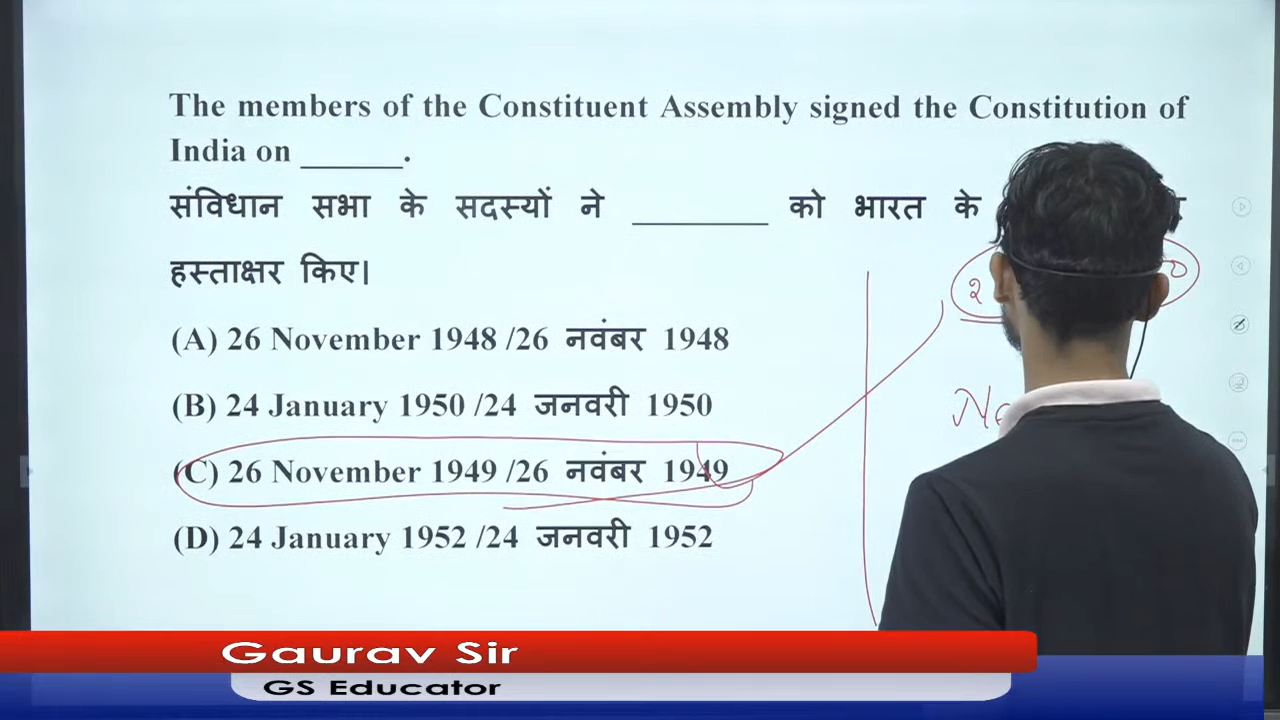 The members of the Constituent Assembly signed the Constitution of
India on ______.
संविधान सभा के सदस्यों ने ________ को भारत के
हस्ताक्षर किए।
(A) 26 November 1948 /26 नवंबर 1948
(B) 24 January 1950 /24 जनवरी 1950
(C) 26 November 1949 /26 नवंबर 1949
(D) 24 January 1952 /24 जनवरी 1952
Gaurav Sir
GS Educator